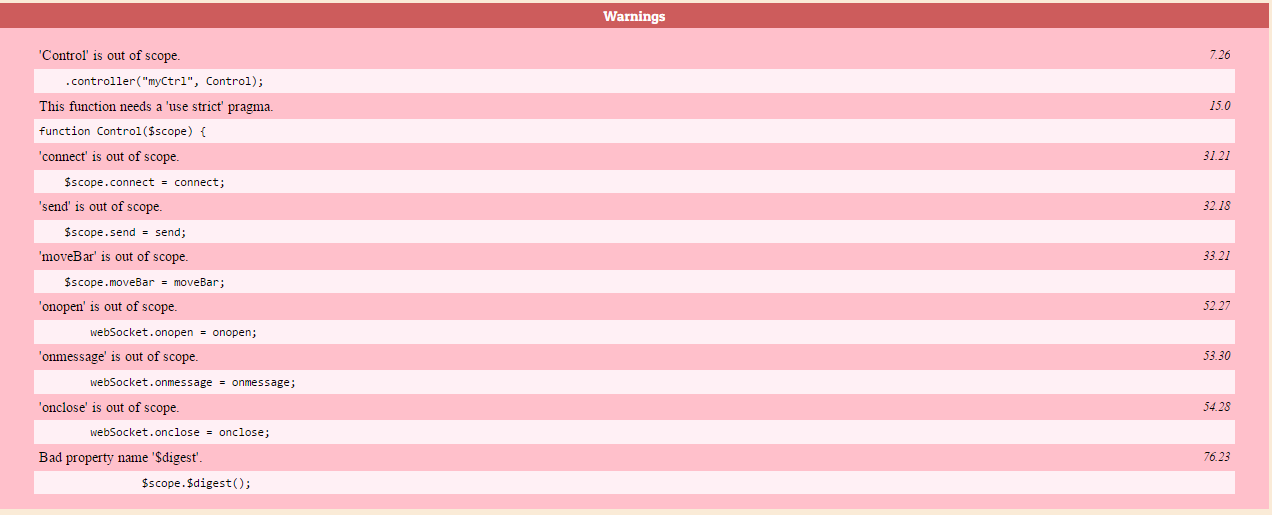 Warnings
'Control' is out of scope. 7.26
.controller("myCtrl", Control);
This function needs a 'use strict' pragma. 15.0
function Control($scope) {
'connect' is out of scope. 31.21
$scope.connect = connect;
'send' is out of scope. 32.18
$scope.send = send;
'moveBar' is out of scope. 33.21
$scope.moveBar = moveBar;
'onopen' is out of scope. 52.27
webSocket.onopen = onopen;
'onmessage' is out of scope. 53.30
webSocket.onmessage = onmessage;
'onclose' is out of scope. 54.28
webSocket.onclose = onclose;
Bad property name '$digest'. 76.23
$scope.$digest();